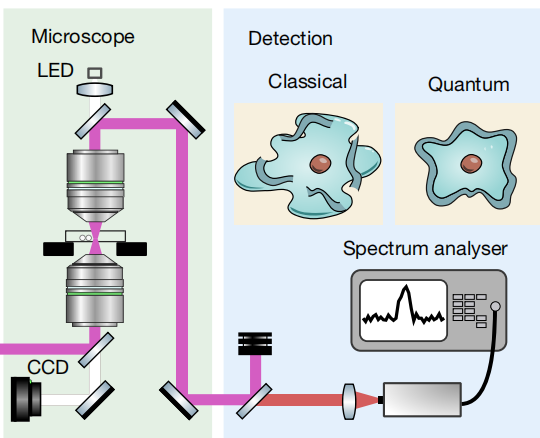 Microscope
LED
CCD
Detection
Classical
Quantum
Spectrum analyser